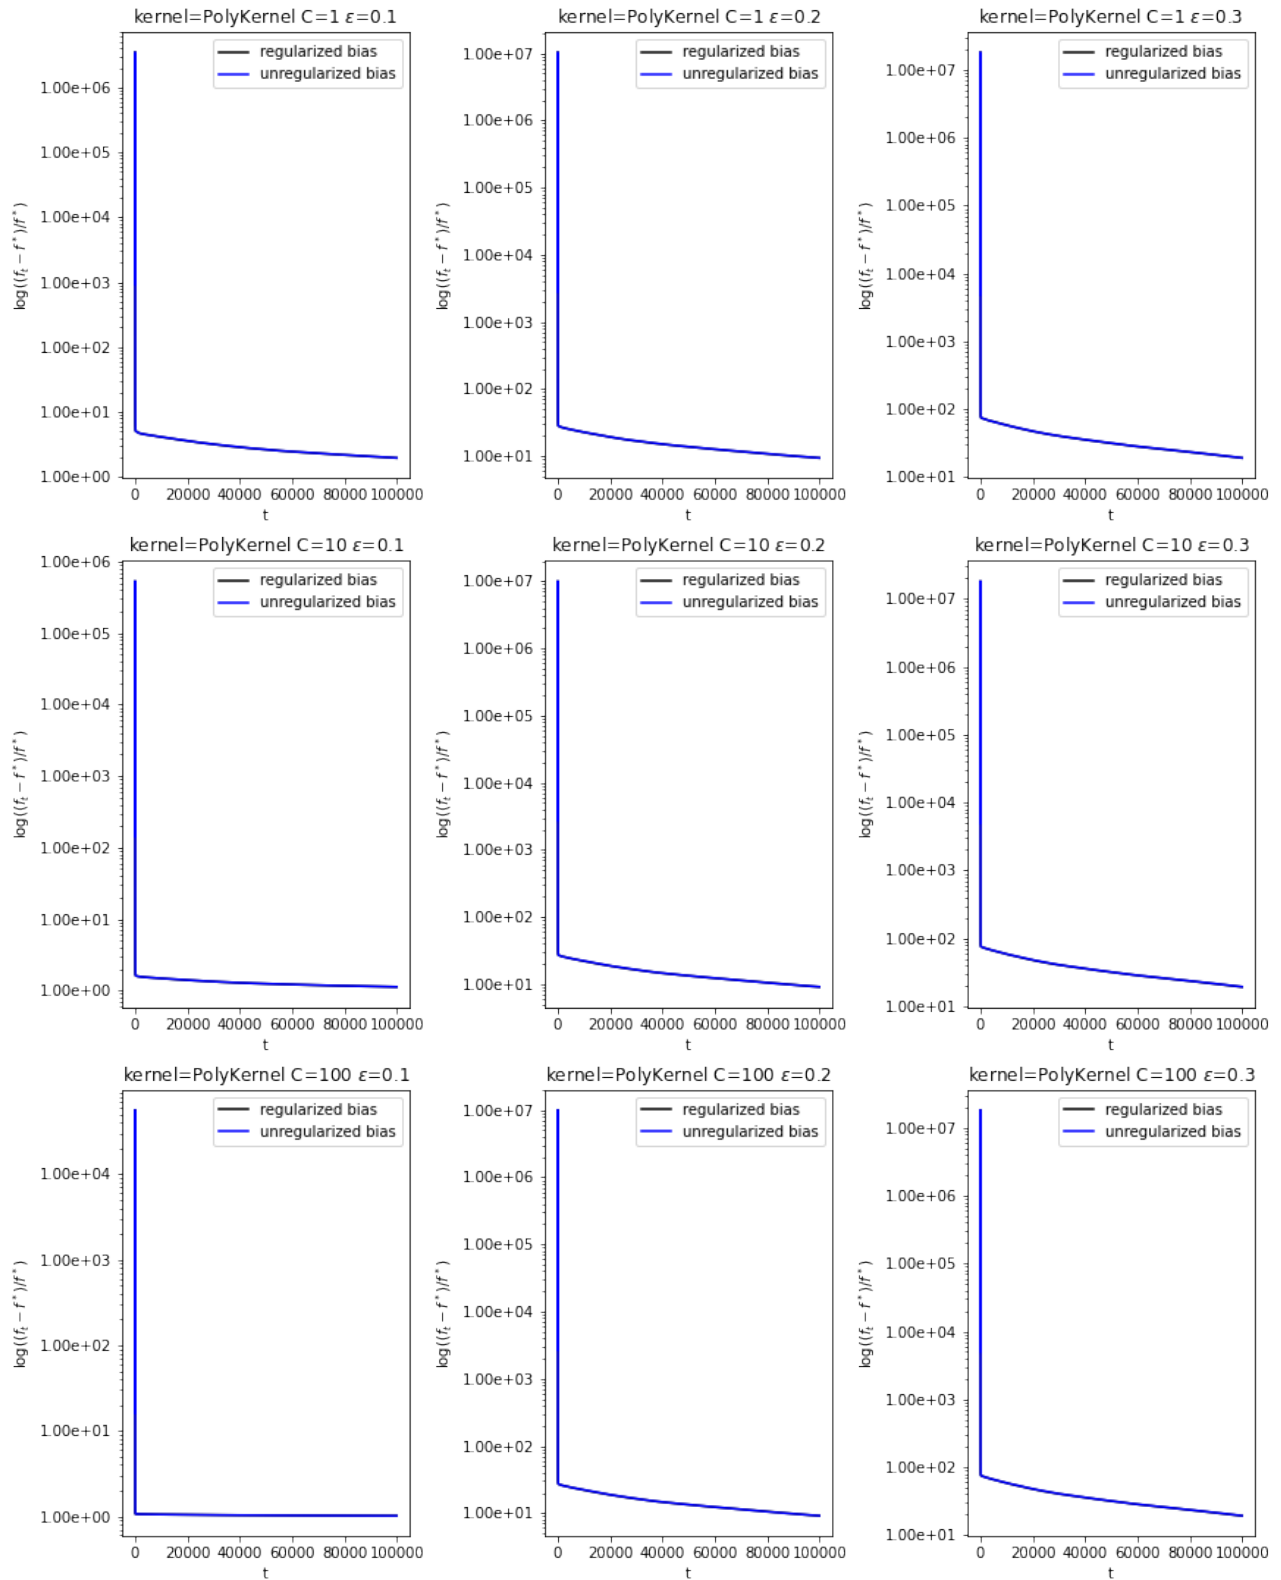 kernel=PolyKernel C=1 ε=0.1
regularized bias
unregularized bias
1.00e+06
1.00e+05
1.00e+04
1.00e+03
1.00e+02
1.00e+01
1.00e+00
log((f_t − f^*)/f^*)
0 20000 40000 60000 80000 100000
t
kernel=PolyKernel C=1 ε=0.2
regularized bias
unregularized bias
1.00e+07
1.00e+06
1.00e+05
1.00e+04
1.00e+03
1.00e+02
1.00e+01
log((f_t − f^*)/f^*)
0 20000 40000 60000 80000 100000
t
kernel=PolyKernel C=1 ε=0.3
regularized bias
unregularized bias
1.00e+07
1.00e+06
1.00e+05
1.00e+04
1.00e+03
1.00e+02
1.00e+01
log((f_t − f^*)/f^*)
0 20000 40000 60000 80000 100000
t
kernel=PolyKernel C=10 ε=0.1
regularized bias
unregularized bias
1.00e+06
1.00e+05
1.00e+04
1.00e+03
1.00e+02
1.00e+01
1.00e+00
log((f_t − f^*)/f^*)
0 20000 40000 60000 80000 100000
t
kernel=PolyKernel C=10 ε=0.2
regularized bias
unregularized bias
1.00e+07
1.00e+06
1.00e+05
1.00e+04
1.00e+03
1.00e+02
1.00e+01
log((f_t − f^*)/f^*)
0 20000 40000 60000 80000 100000
t
kernel=PolyKernel C=10 ε=0.3
regularized bias
unregularized bias
1.00e+07
1.00e+06
1.00e+05
1.00e+04
1.00e+03
1.00e+02
1.00e+01
log((f_t − f^*)/f^*)
0 20000 40000 60000 80000 100000
t
kernel=PolyKernel C=100 ε=0.1
regularized bias
unregularized bias
1.00e+04
1.00e+03
1.00e+02
1.00e+01
1.00e+00
log((f_t − f^*)/f^*)
0 20000 40000 60000 80000 100000
t
kernel=PolyKernel C=100 ε=0.2
regularized bias
unregularized bias
1.00e+07
1.00e+06
1.00e+05
1.00e+04
1.00e+03
1.00e+02
1.00e+01
log((f_t − f^*)/f^*)
0 20000 40000 60000 80000 100000
t
kernel=PolyKernel C=100 ε=0.3
regularized bias
unregularized bias
1.00e+07
1.00e+06
1.00e+05
1.00e+04
1.00e+03
1.00e+02
1.00e+01
log((f_t − f^*)/f^*)
0 20000 40000 60000 80000 100000
t